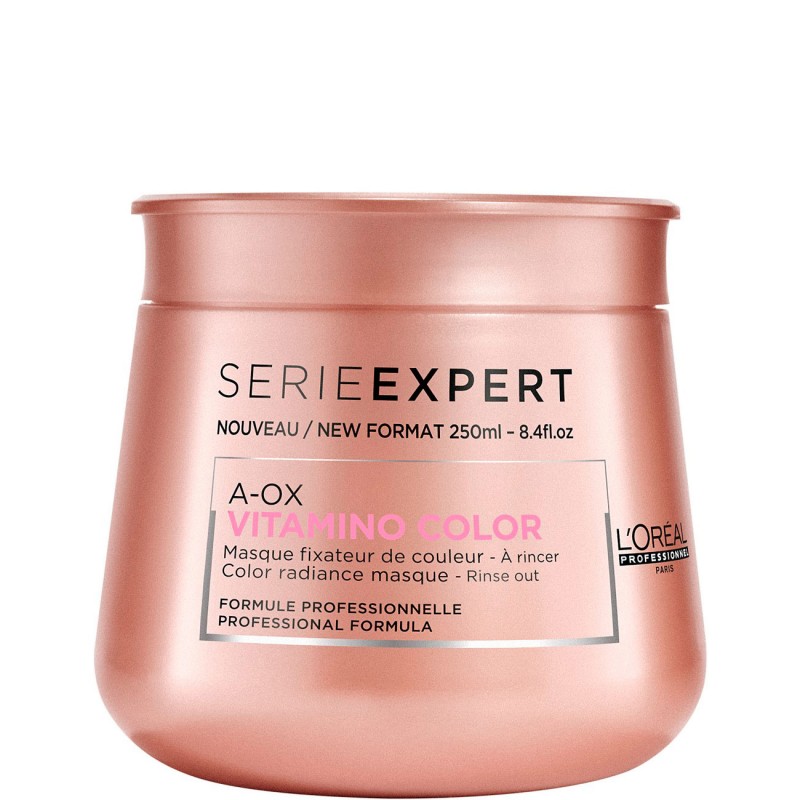 SERIEEXPERT
NOUVEAU / NEW FORMAT 250ml – 8.4fl.oz
A-OX
VITAMINO COLOR
Masque fixateur de couleur - À rincer
Color radiance masque - Rinse out
FORMULE PROFESSIONNELLE
PROFESSIONAL FORMULA
L'ORÉAL
PROFESSIONNEL
PARIS